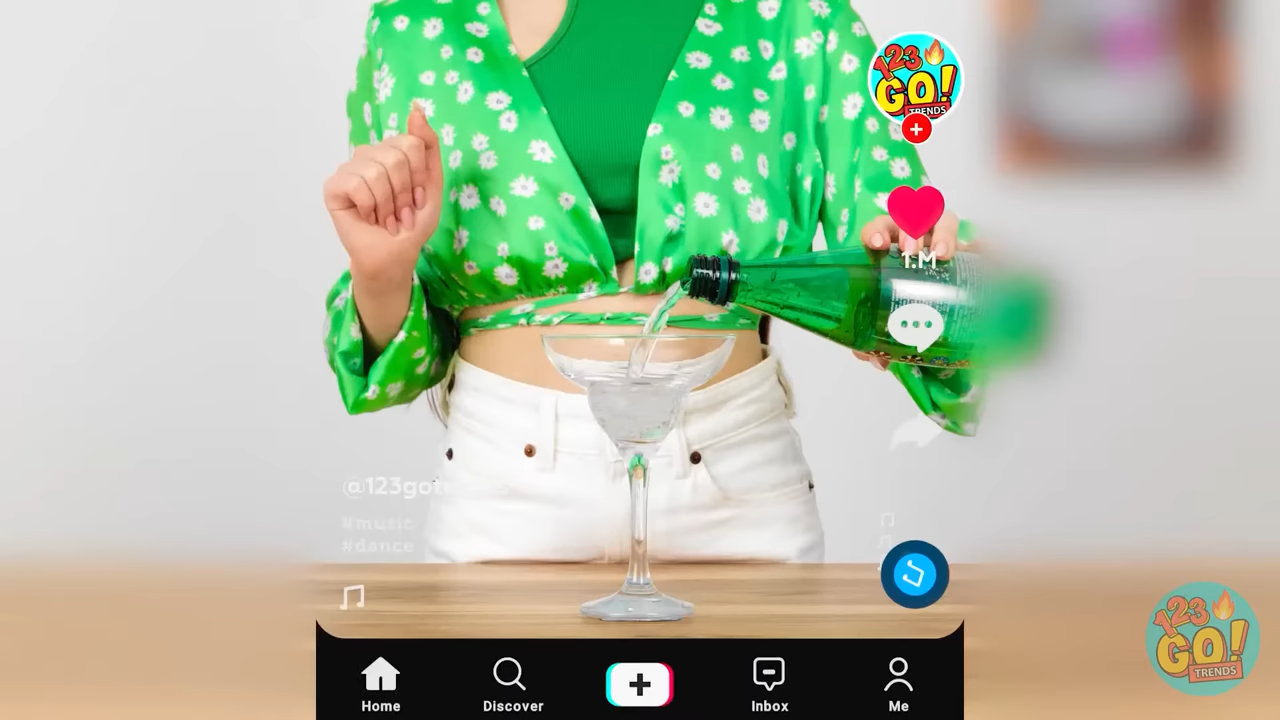 123
GO!
TRENDS
1.M
@123got
#music
#dance
Home
Discover
Inbox
Me
123
GO!
TRENDS